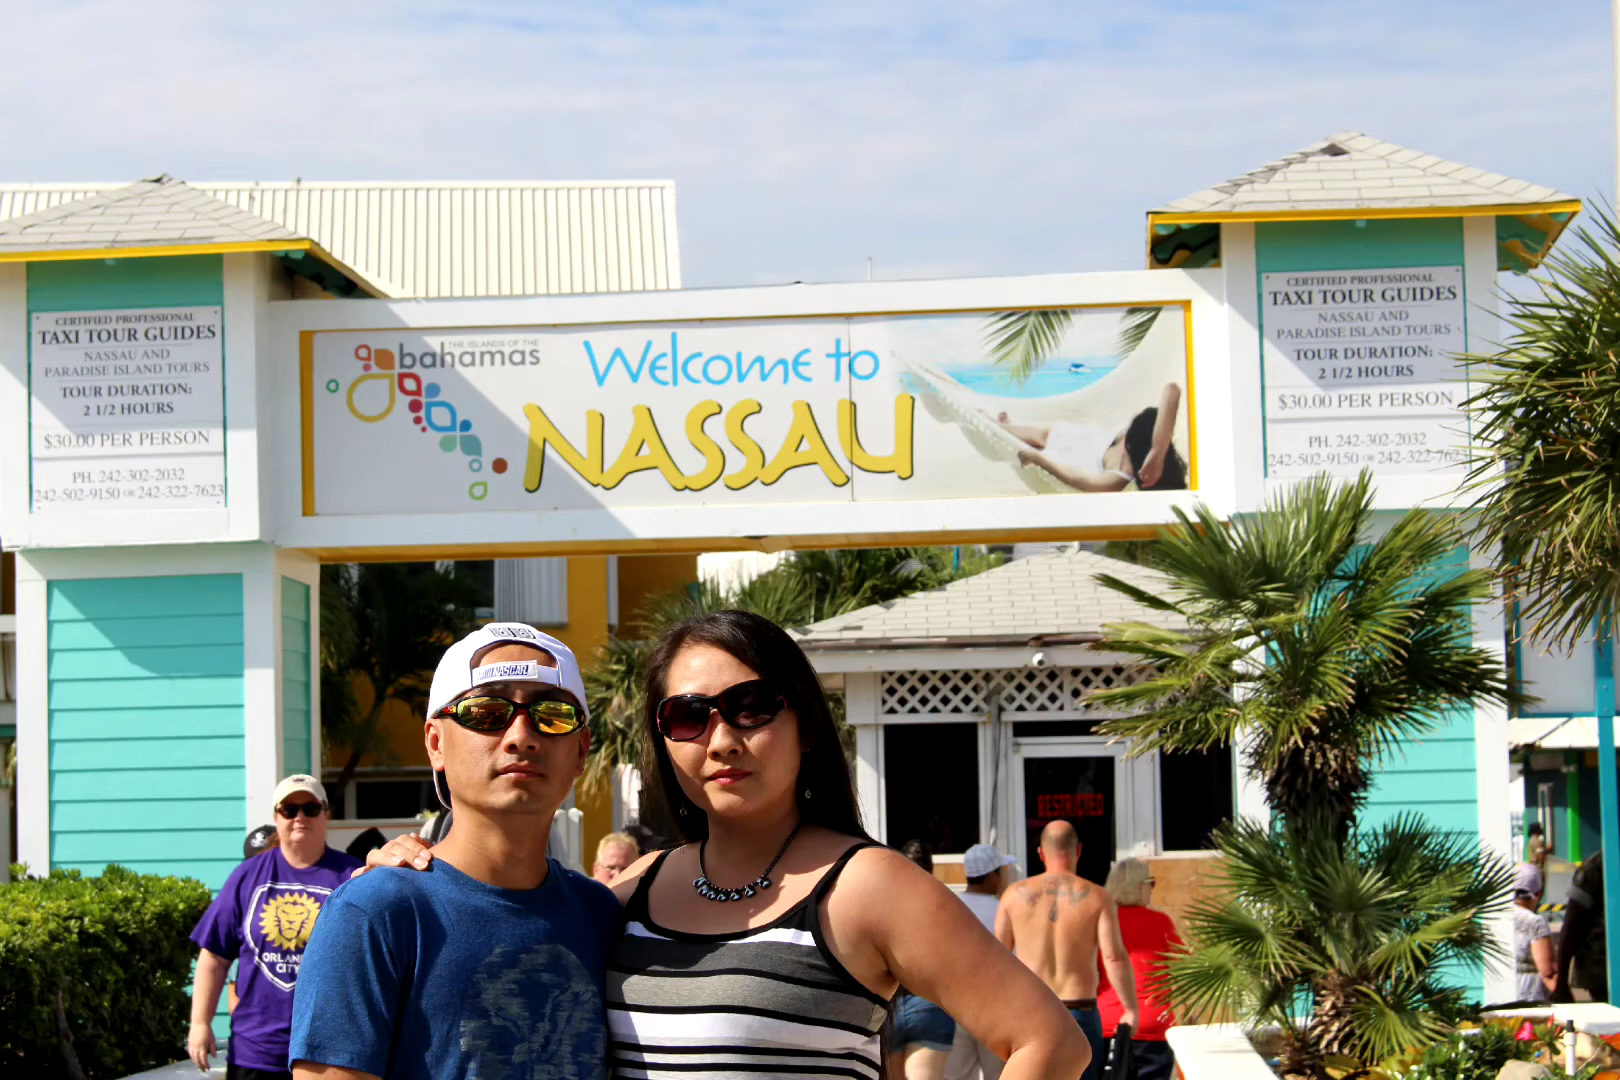 CERTIFIED PROFESSIONAL
TAXI TOUR GUIDES
NASSAU AND
PARADISE ISLAND TOURS
TOUR DURATION:
2 1/2 HOURS
$30.00 PER PERSON
PH. 242-302-2032
242-502-9150 OR 242-322-7623
THE ISLANDS OF THE
bahamas
Welcome to
NASSAU
CERTIFIED PROFESSIONAL
TAXI TOUR GUIDES
NASSAU AND
PARADISE ISLAND TOURS
TOUR DURATION:
2 1/2 HOURS
$30.00 PER PERSON
PH. 242-302-2032
242-502-9150 OR 242-322-7623
NASCAR
RESTRICTED
CITY